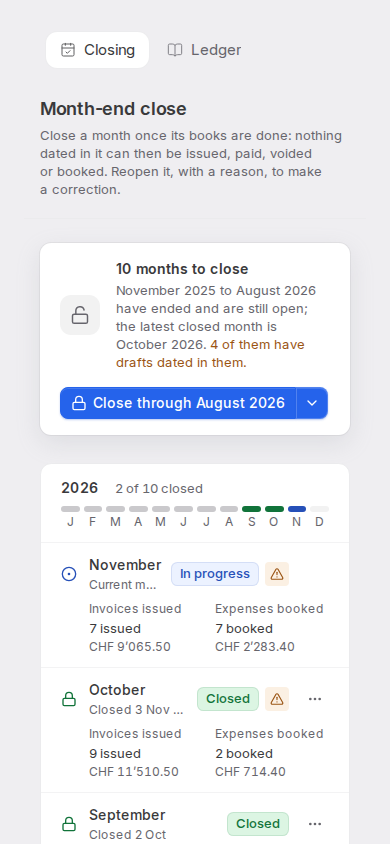 Closing
Ledger
Month-end close
Close a month once its books are done: nothing
dated in it can then be issued, paid, voided
or booked. Reopen it, with a reason, to make
a correction.
10 months to close
November 2025 to August 2026
have ended and are still open;
the latest closed month is
October 2026. 4 of them have
drafts dated in them.
Close through August 2026
2026 2 of 10 closed
J F M A M J J A S O N D
November
Current m…
In progress
Invoices issued
Expenses booked
7 issued
7 booked
CHF 9’065.50
CHF 2’283.40
October
Closed 3 Nov …
Closed
Invoices issued
Expenses booked
9 issued
2 booked
CHF 11’510.50
CHF 714.40
September
Closed 2 Oct
Closed